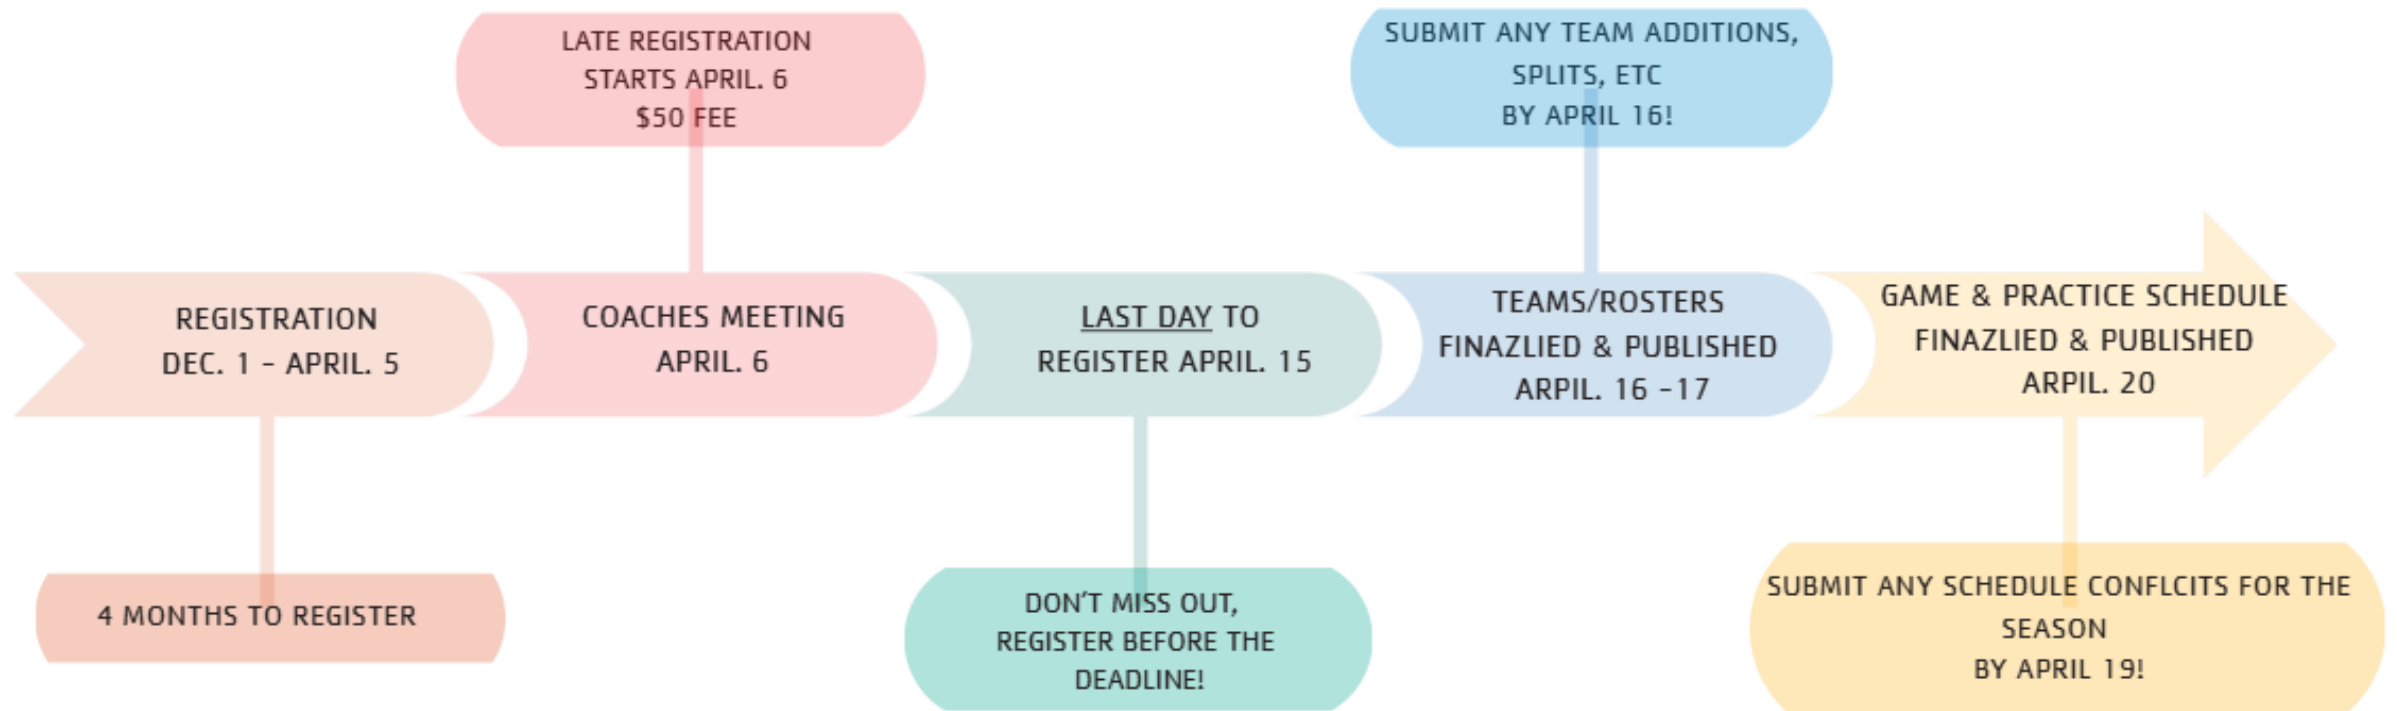 LATE REGISTRATION
STARTS APRIL. 6
$50 FEE
SUBMIT ANY TEAM ADDITIONS,
SPLITS, ETC
BY APRIL 16!
REGISTRATION
DEC. 1 - APRIL. 5
COACHES MEETING
APRIL. 6
LAST DAY TO
REGISTER APRIL. 15
TEAMS/ROSTERS
FINAZLIED & PUBLISHED
ARPIL. 16 -17
GAME & PRACTICE SCHEDULE
FINAZLIED & PUBLISHED
ARPIL. 20
4 MONTHS TO REGISTER
DON'T MISS OUT,
REGISTER BEFORE THE
DEADLINE!
SUBMIT ANY SCHEDULE CONFLCITS FOR THE
SEASON
BY APRIL 19!